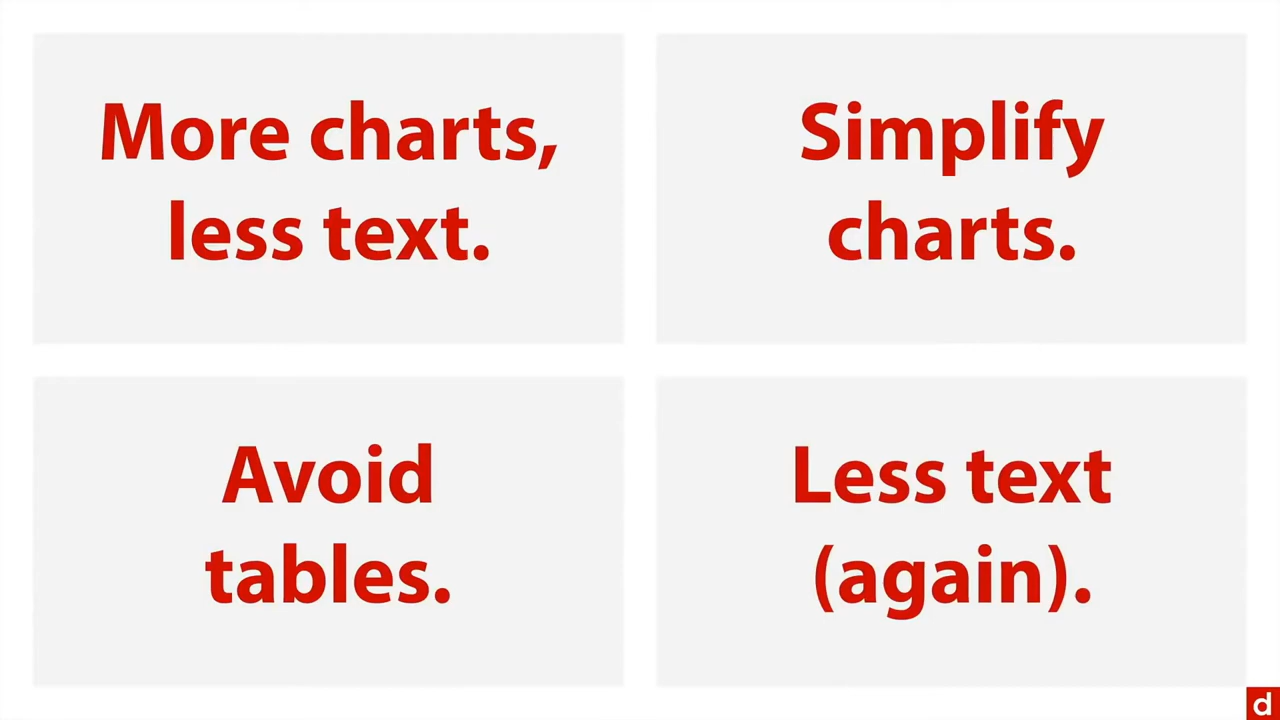 More charts,
less text.
Simplify
charts.
Avoid
tables.
Less text
(again).
d